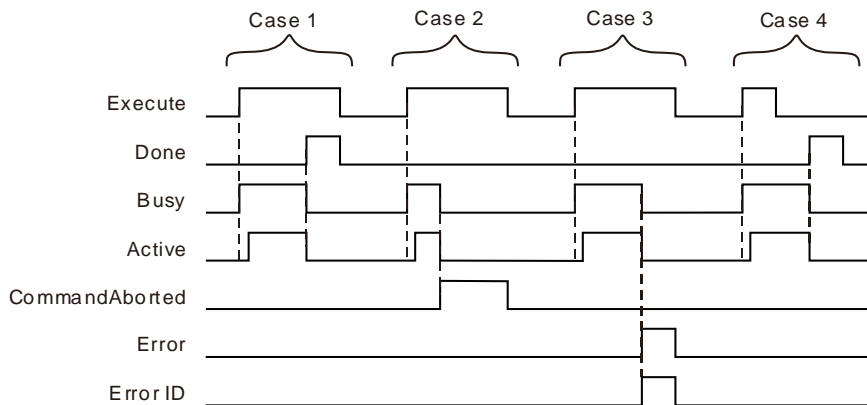 Case 1 Case 2 Case 3 Case 4
Execute
Done
Busy
Active
CommandAborted
Error
Error ID